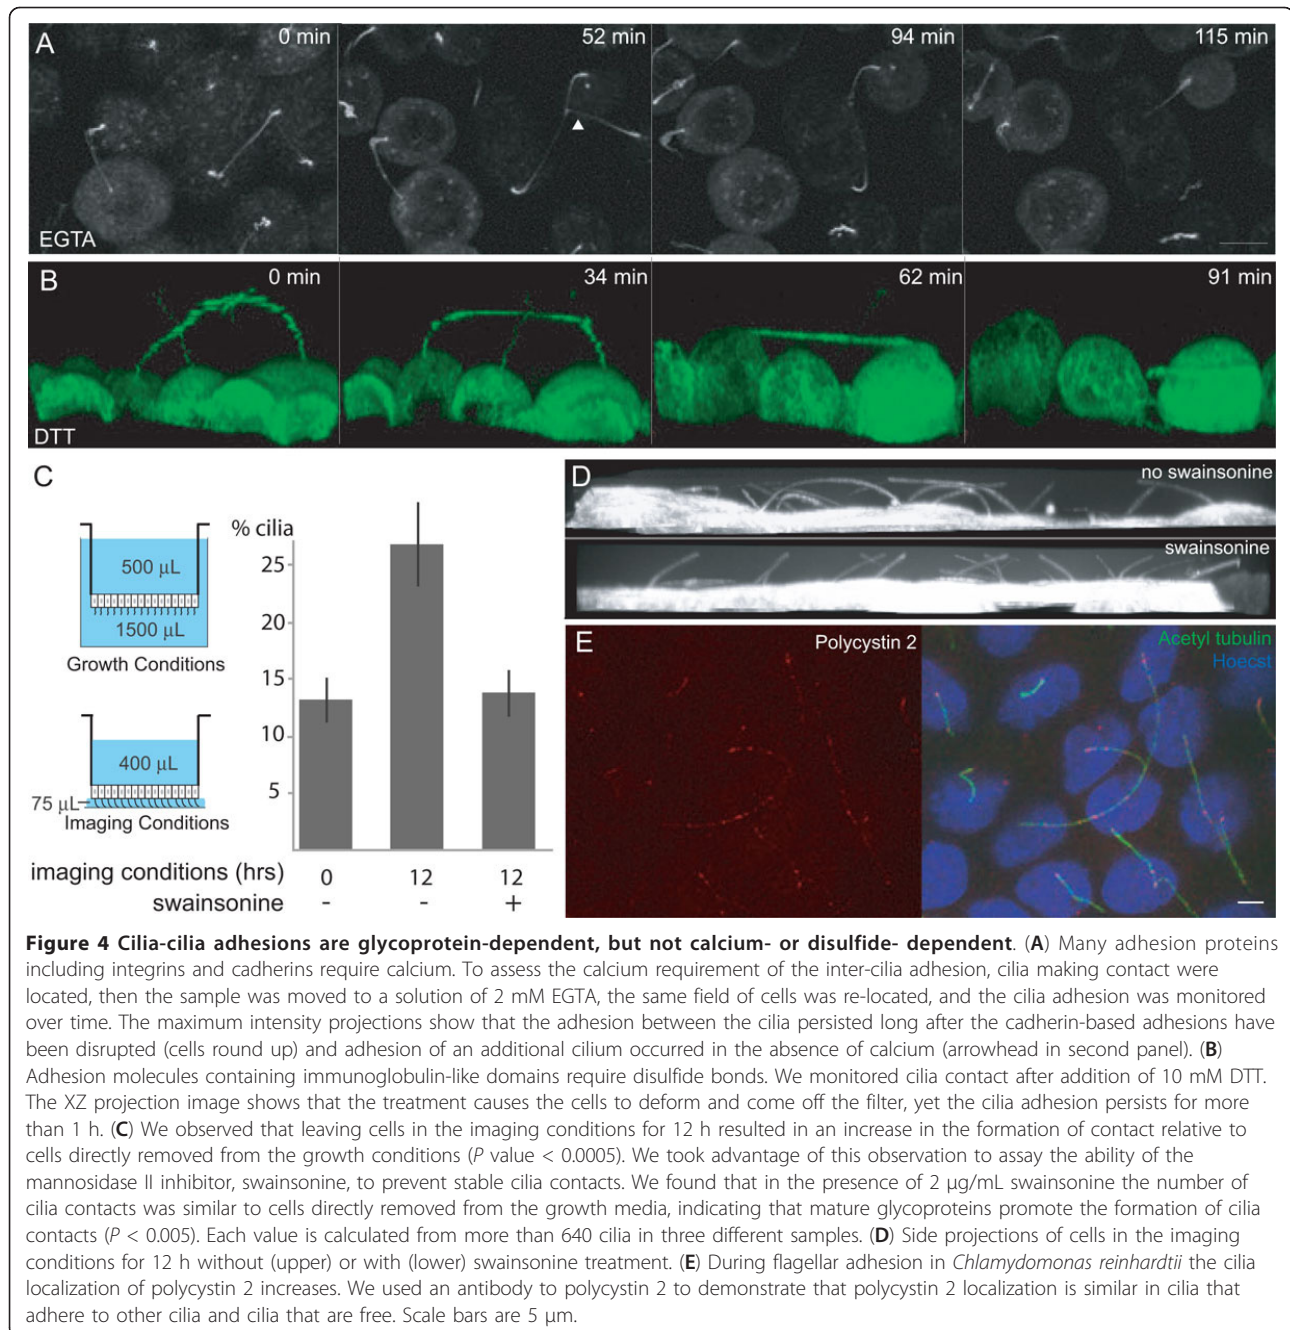 A
0 min
52 min
94 min
115 min
EGTA
B
0 min
34 min
62 min
91 min
DTT
C
500 µL
1500 µL
Growth Conditions
400 µL
75 µL
Imaging Conditions
% cilia
25
20
15
10
5
imaging conditions (hrs)
0
12
12
swainsonine
-
-
+
D
no swainsonine
swainsonine
E
Polycystin 2
Acetyl tubulin
Hoecst
Figure 4 Cilia-cilia adhesions are glycoprotein-dependent, but not calcium- or disulfide- dependent. (A) Many adhesion proteins
including integrins and cadherins require calcium. To assess the calcium requirement of the inter-cilia adhesion, cilia making contact were
located, then the sample was moved to a solution of 2 mM EGTA, the same field of cells was re-located, and the cilia adhesion was monitored
over time. The maximum intensity projections show that the adhesion between the cilia persisted long after the cadherin-based adhesions have
been disrupted (cells round up) and adhesion of an additional cilium occurred in the absence of calcium (arrowhead in second panel). (B)
Adhesion molecules containing immunoglobulin-like domains require disulfide bonds. We monitored cilia contact after addition of 10 mM DTT.
The XZ projection image shows that the treatment causes the cells to deform and come off the filter, yet the cilia adhesion persists for more
than 1 h. (C) We observed that leaving cells in the imaging conditions for 12 h resulted in an increase in the formation of contact relative to
cells directly removed from the growth conditions (P value < 0.0005). We took advantage of this observation to assay the ability of the
mannosidase II inhibitor, swainsonine, to prevent stable cilia contacts. We found that in the presence of 2 µg/mL swainsonine the number of
cilia contacts was similar to cells directly removed from the growth media, indicating that mature glycoproteins promote the formation of cilia
contacts (P < 0.005). Each value is calculated from more than 640 cilia in three different samples. (D) Side projections of cells in the imaging
conditions for 12 h without (upper) or with (lower) swainsonine treatment. (E) During flagellar adhesion in Chlamydomonas reinhardtii the cilia
localization of polycystin 2 increases. We used an antibody to polycystin 2 to demonstrate that polycystin 2 localization is similar in cilia that
adhere to other cilia and cilia that are free. Scale bars are 5 µm.